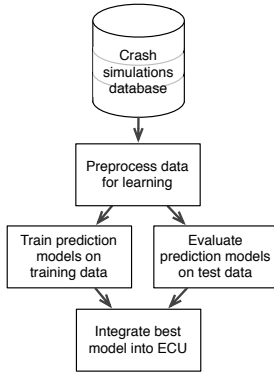 Crash
simulations
database
Preprocess data
for learning
Train prediction
models on
training data
Evaluate
prediction models
on test data
Integrate best
model into ECU